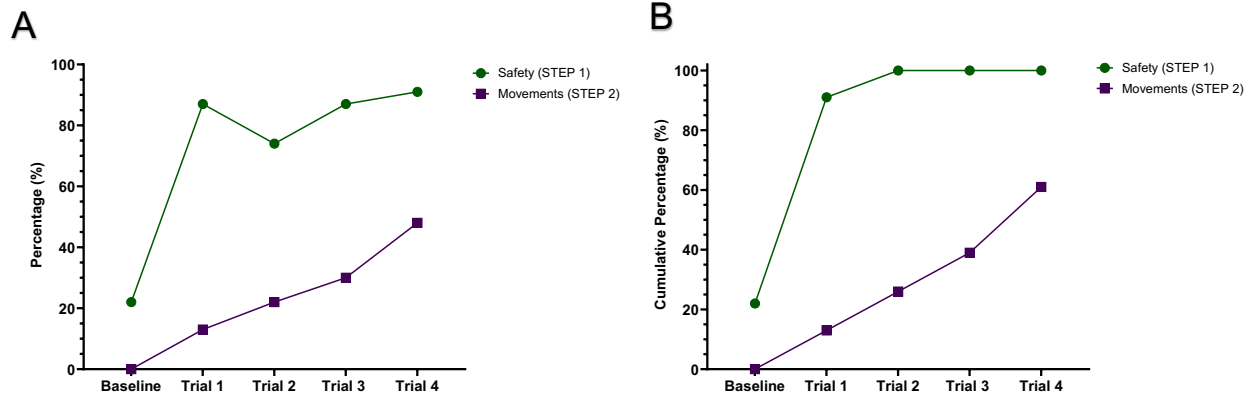 A
Percentage (%)
100
80
60
40
20
0
Baseline Trial 1 Trial 2 Trial 3 Trial 4
Safety (STEP 1)
Movements (STEP 2)
B
Cumulative Percentage (%)
100
80
60
40
20
0
Baseline Trial 1 Trial 2 Trial 3 Trial 4
Safety (STEP 1)
Movements (STEP 2)